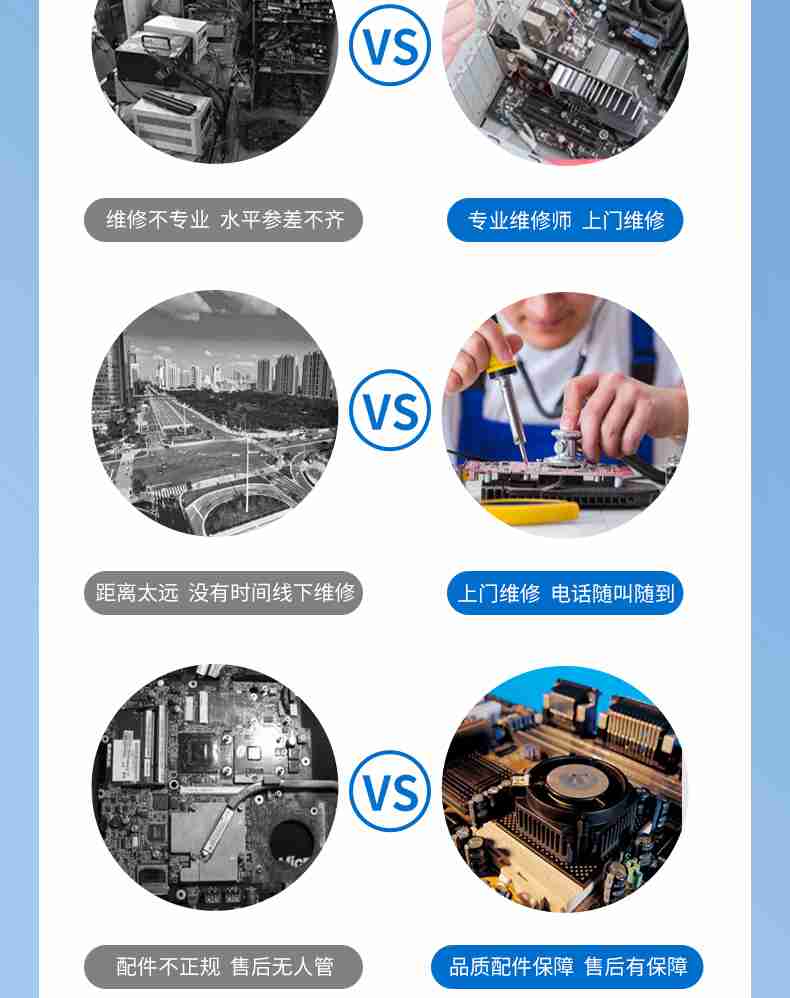 VS
维修不专业 水平参差不齐
专业维修师 上门维修
VS
距离太远 没有时间线下维修
上门维修 电话随叫随到
VS
配件不正规 售后无人管
品质配件保障 售后有保障